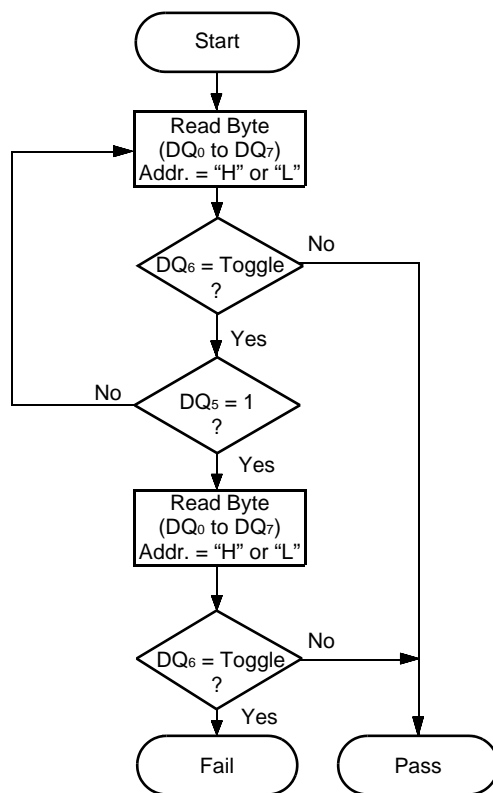 Start
Read Byte
(DQ0 to DQ7)
Addr. = “H” or “L”
No
DQ6 = Toggle
?
Yes
No
DQ5 = 1
?
Yes
Read Byte
(DQ0 to DQ7)
Addr. = “H” or “L”
No
DQ6 = Toggle
?
Yes
Fail
Pass